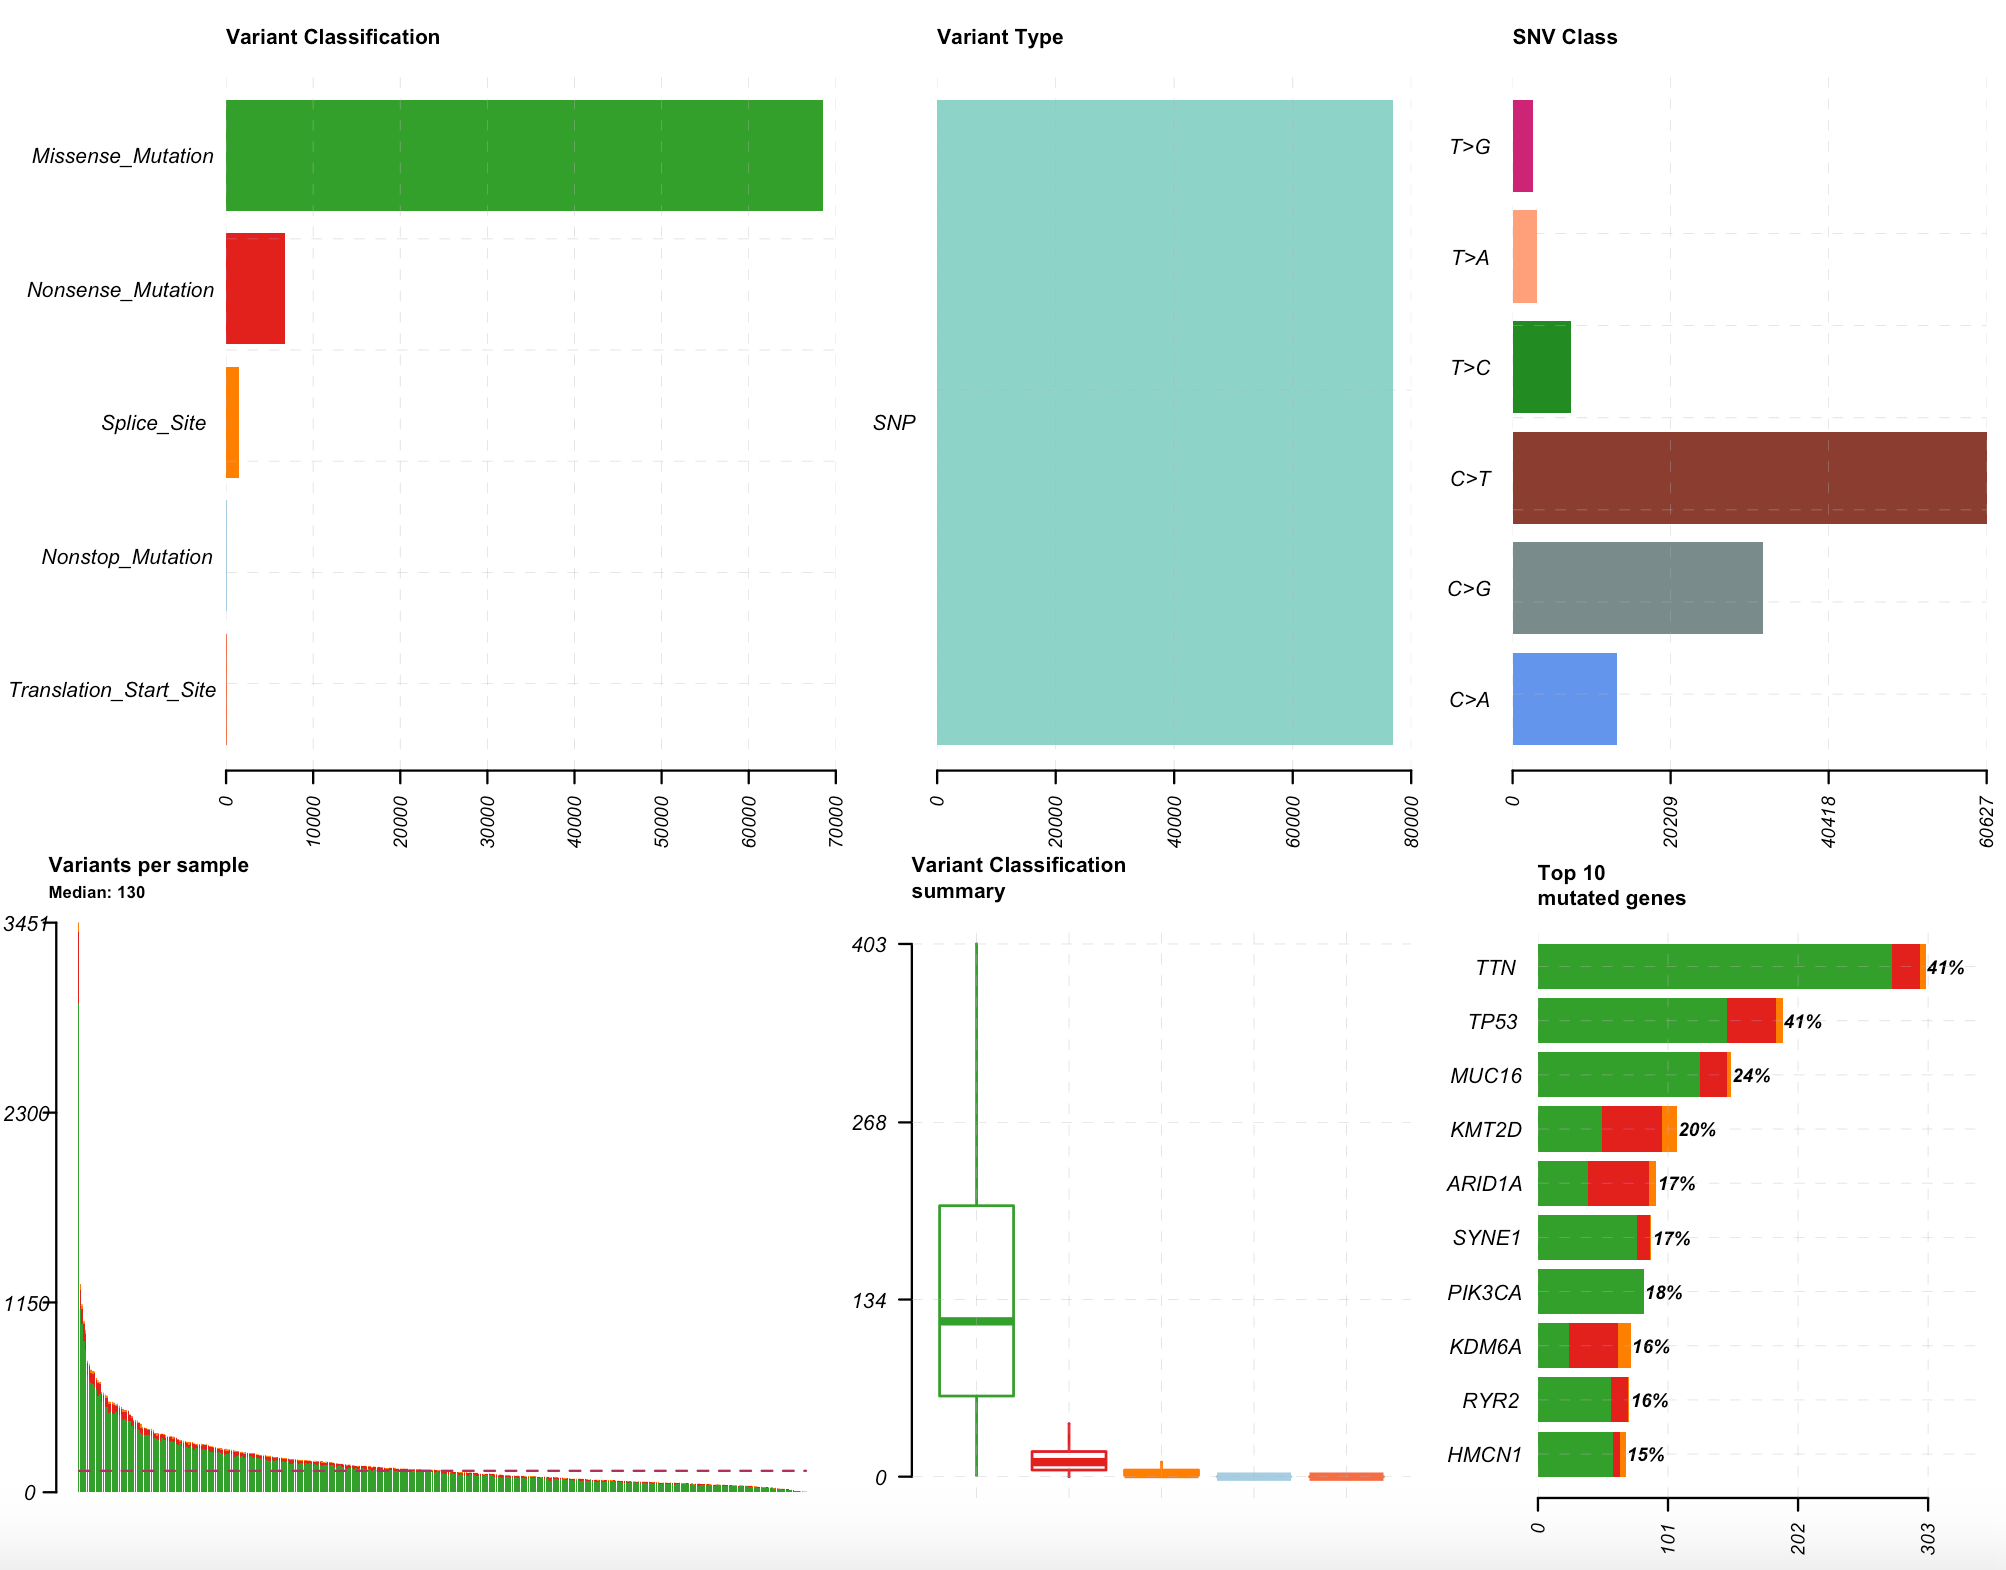 Variant Classification
Missense_Mutation
Nonsense_Mutation
Splice_Site
Nonstop_Mutation
Translation_Start_Site
0
10000
20000
30000
40000
50000
60000
70000
Variant Type
SNP
0
20000
40000
60000
80000
SNV Class
T>G
T>A
T>C
C>T
C>G
C>A
0
20209
40418
60627
Variants per sample
Median: 130
3451
2300
1150
0
Variant Classification
summary
403
268
134
0
Top 10
mutated genes
TTN 41%
TP53 41%
MUC16 24%
KMT2D 20%
ARID1A 17%
SYNE1 17%
PIK3CA 18%
KDM6A 16%
RYR2 16%
HMCN1 15%
0
101
202
303